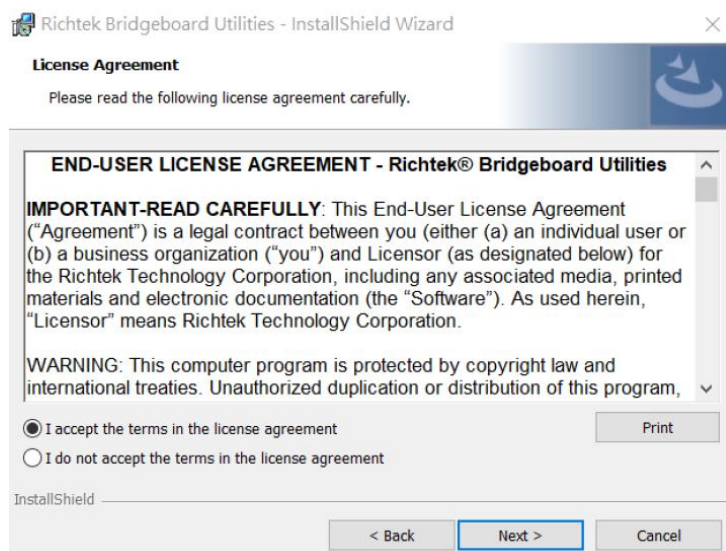 Richtek Bridgeboard Utilities - InstallShield Wizard
License Agreement
Please read the following license agreement carefully.
END-USER LICENSE AGREEMENT - Richtek® Bridgeboard Utilities
IMPORTANT-READ CAREFULLY: This End-User License Agreement
(“Agreement”) is a legal contract between you (either (a) an individual user or
(b) a business organization (“you”) and Licensor (as designated below) for
the Richtek Technology Corporation, including any associated media, printed
materials and electronic documentation (the “Software”). As used herein,
“Licensor” means Richtek Technology Corporation.
WARNING: This computer program is protected by copyright law and
international treaties. Unauthorized duplication or distribution of this program,
I accept the terms in the license agreement
Print
I do not accept the terms in the license agreement
InstallShield
< Back
Next >
Cancel